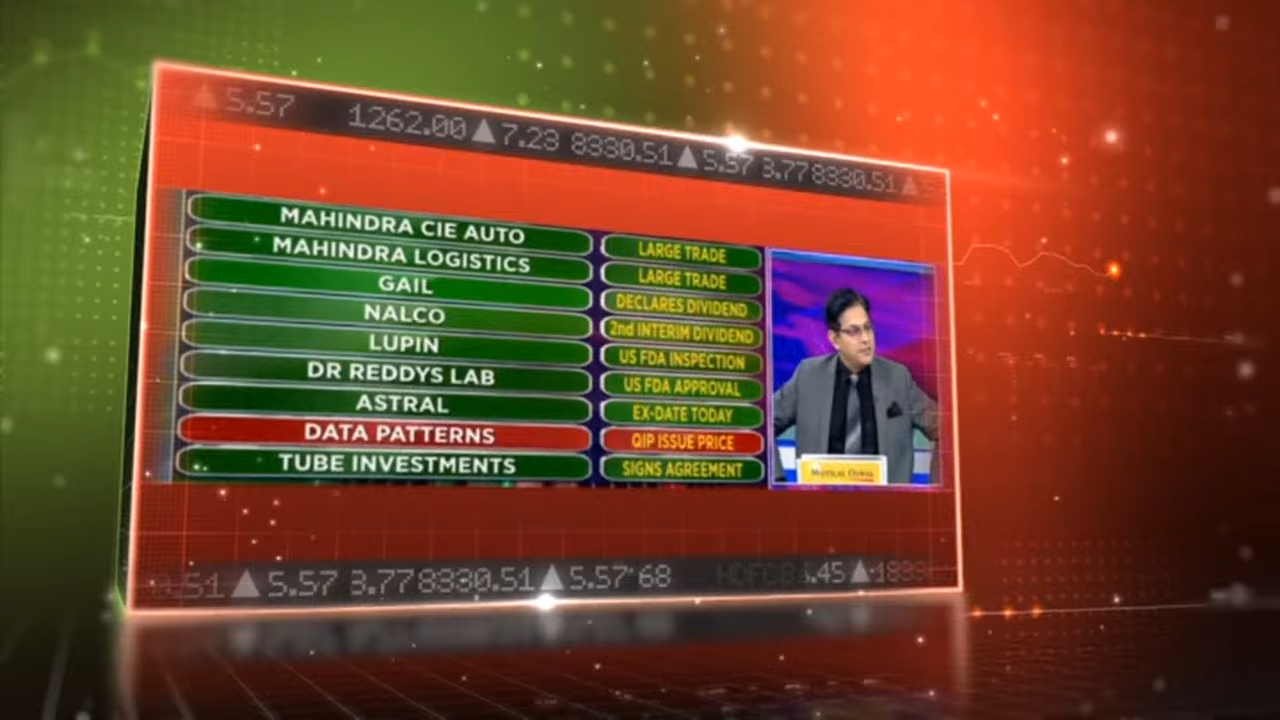 5.57 1262.00 ▲ 7.23 8330.51 ▲ 5.57 3.77 8330.51 ▲
MAHINDRA CIE AUTO LARGE TRADE
MAHINDRA LOGISTICS LARGE TRADE
GAIL DECLARES DIVIDEND
NALCO 2nd INTERIM DIVIDEND
LUPIN US FDA INSPECTION
DR REDDYS LAB US FDA APPROVAL
ASTRAL EX-DATE TODAY
DATA PATTERNS QIP ISSUE PRICE
TUBE INVESTMENTS SIGNS AGREEMENT
MOTILAL OSWAL
▲ 5.57 3.77 8330.51 ▲ 5.57'68